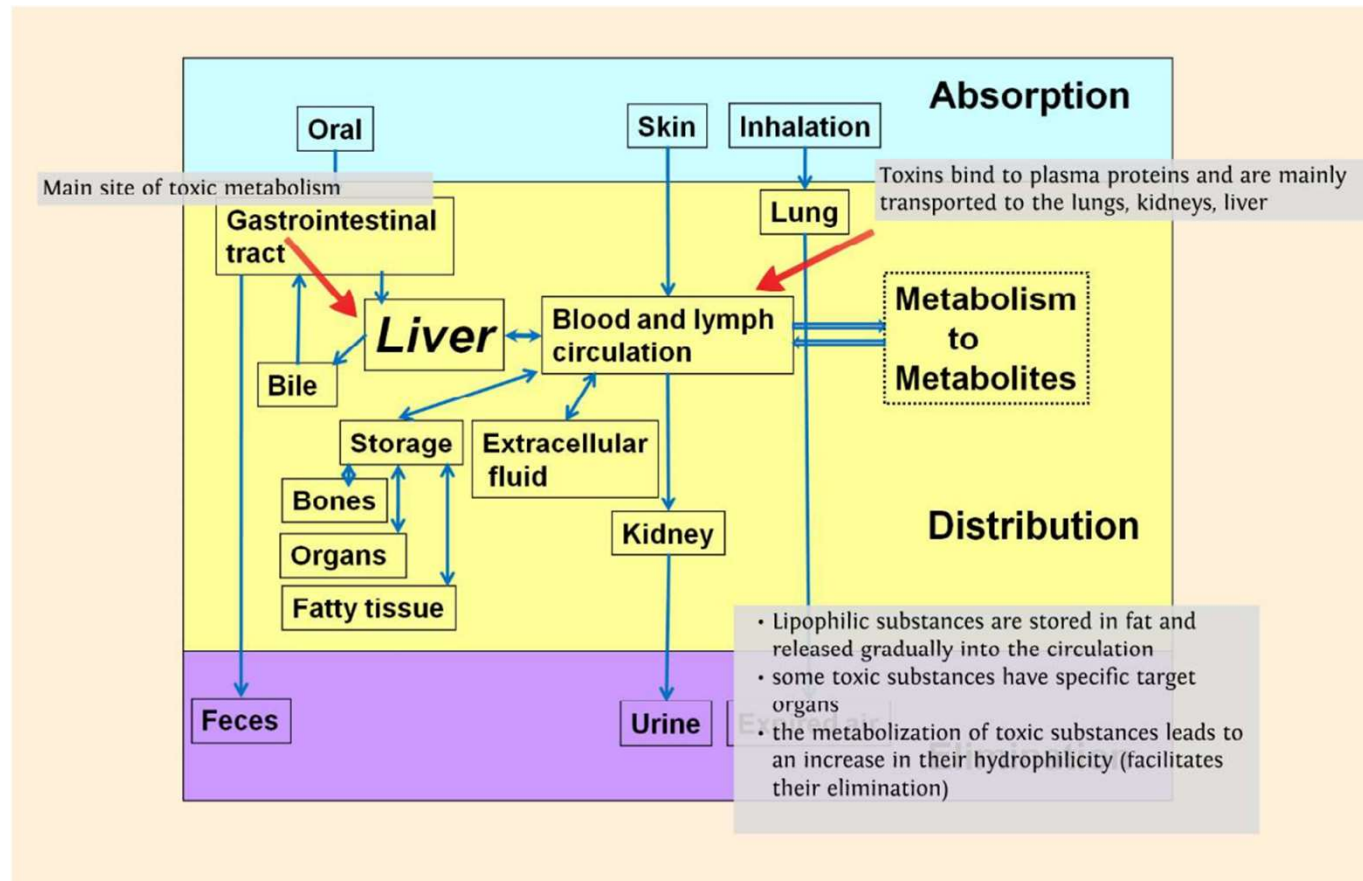 Absorption
Oral
Skin
Inhalation
Main site of toxic metabolism
Toxins bind to plasma proteins and are mainly
transported to the lungs, kidneys, liver
Gastrointestinal
tract
Lung
Liver
Blood and lymph
circulation
Metabolism
to
Metabolites
Bile
Storage
Extracellular
fluid
Bones
Organs
Fatty tissue
Kidney
Distribution
Feces
Urine
Expired air
Elimination
• Lipophilic substances are stored in fat and
released gradually into the circulation
• some toxic substances have specific target
organs
• the metabolization of toxic substances leads to
an increase in their hydrophilicity (facilitates
their elimination)